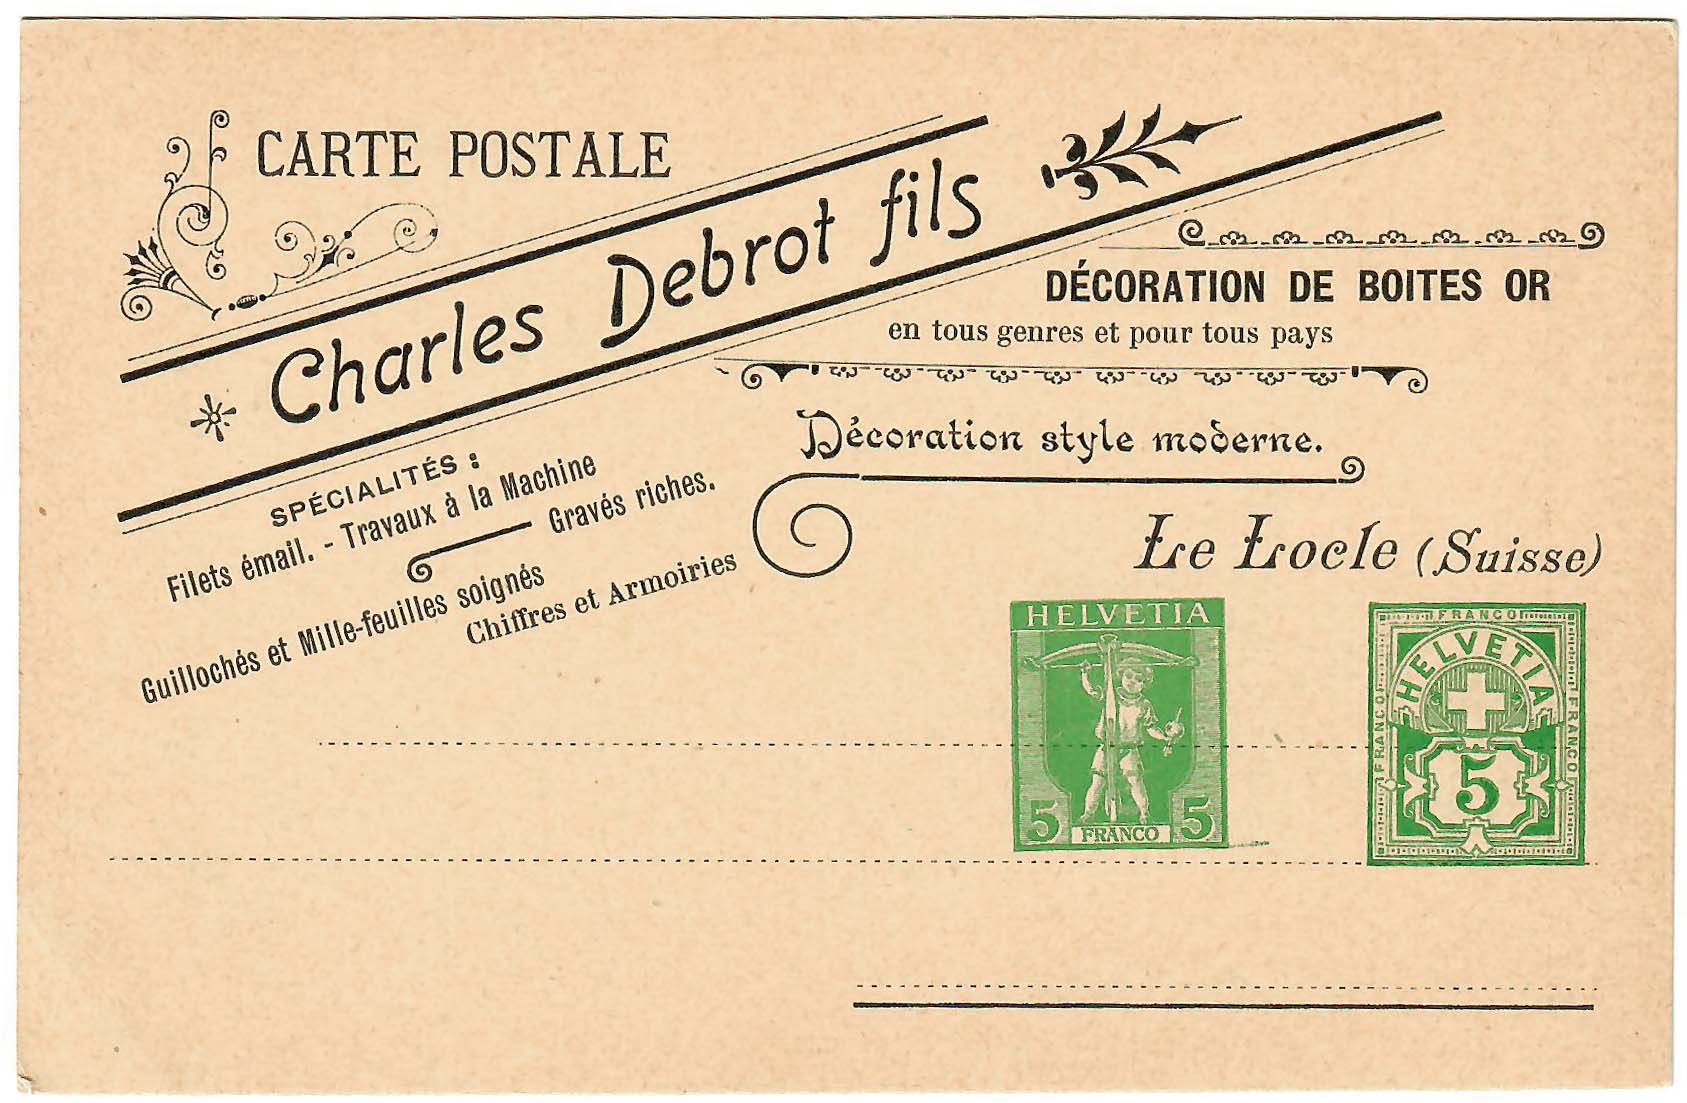 CARTE POSTALE
Charles Debrot fils
DÉCORATION DE BOITES OR
en tous genres et pour tous pays
Décoration style moderne.
SPÉCIALITÉS :
Filets émail. - Travaux à la Machine
Gravés riches.
Guillochés et Mille-feuilles soignés
Chiffres et Armoiries
Le Locle (Suisse)
HELVETIA
5 FRANCO 5
FRANCO
HELVETIA
FRANCO
FRANCO
5